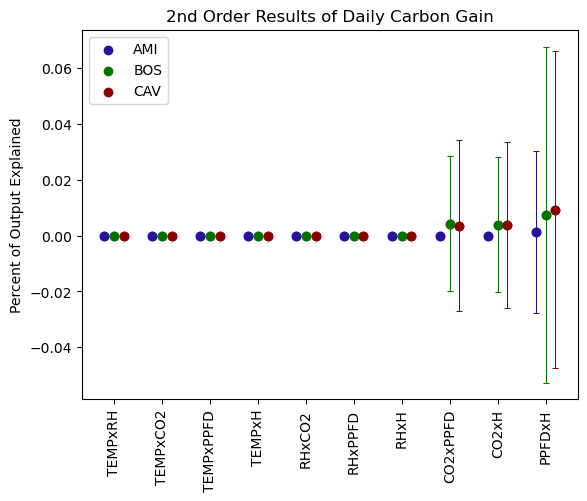 2nd Order Results of Daily Carbon Gain
AMI
BOS
CAV
Percent of Output Explained
0.06
0.04
0.02
0.00
−0.02
−0.04
TEMPxRH
TEMPxCO2
TEMPxPPFD
TEMPxH
RHxCO2
RHxPPFD
RHxH
CO2xPPFD
CO2xH
PPFDxH